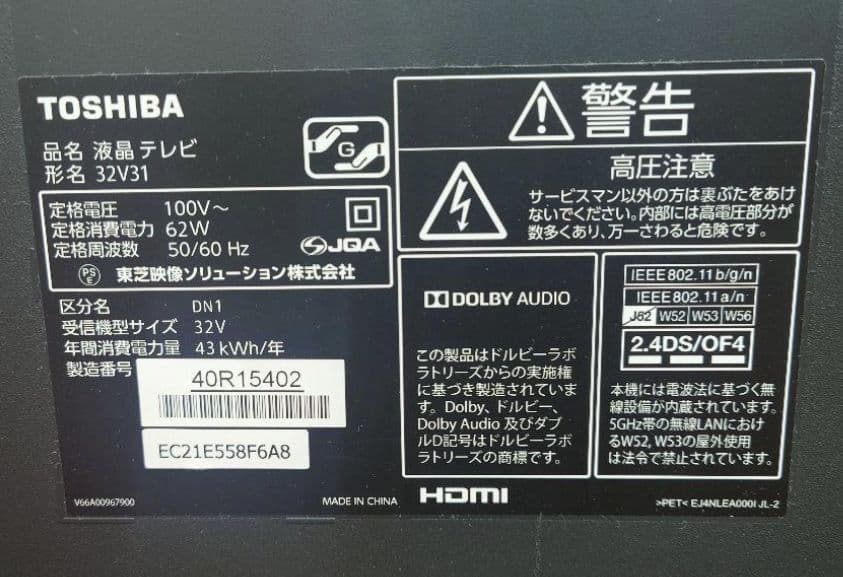 TOSHIBA
品名 液晶テレビ
形名 32V31
G
定格電圧 100V～
定格消費電力 62W
定格周波数 50/60 Hz
JQA
PS
E
東芝映像ソリューション株式会社
区分名 DN1
受信機型サイズ 32V
年間消費電力量 43 kWh/年
製造番号
40R15402
EC21E558F6A8
V66A00967900
MADE IN CHINA
警告
高圧注意
サービスマン以外の方は裏ぶたをあけ
ないでください。内部には高電圧部分が
数多くあり、万一さわると危険です。
DOLBY AUDIO
この製品はドルビーラボ
ラトリーズからの実施権
に基づき製造されていま
す。Dolby、ドルビー、
Dolby Audio 及びダブ
ルD記号はドルビーラボ
ラトリーズの商標です。
HDMI
IEEE802.11b/g/n
IEEE802.11a/n
J52 W52 W53 W56
2.4DS/OF4
本機には電波法に基づく無
線設備が内蔵されています。
5GHz帯の無線LANにおけ
るW52, W53の屋外使用
は法令で禁止されています。
>PET< EJ4NLEA000I JL-2